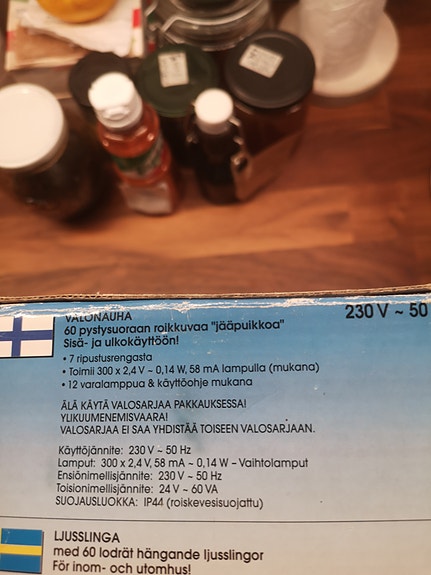 VALONAUHA
230 V ~ 50
60 pystysuoraan roikkuvaa "jääpuikkoa"
Sisä- ja ulkokäyttöön!
• 7 ripustusrengasta
• Toimii 300 x 2,4 V ~ 0,14 W, 58 mA lampulla (mukana)
• 12 varalamppua & käyttöohje mukana
ÄLÄ KÄYTÄ VALOSARJAA PAKKAUKSESSA!
YLIKUUMENEMISVAARA!
VALOSARJAA EI SAA YHDISTÄÄ TOISEEN VALOSARJAAN.
Käyttöjännite: 230 V ~ 50 Hz
Lamput: 300 x 2,4 V, 58 mA ~ 0,14 W – Vaihtolamput
Ensiönimellisjännite: 230 V ~ 50 Hz
Toisionimellisjännite: 24 V ~ 60 VA
SUOJAUSLUOKKA: IP44 (roiskevesisuojattu)
LJUSSLINGA
med 60 lodrät hängande ljusslingor
För inom- och utomhus!